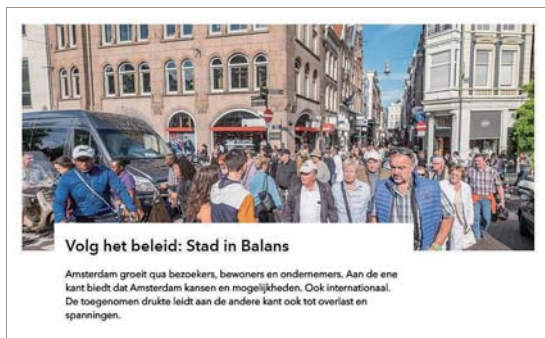 Volg het beleid: Stad in Balans
Amsterdam groeit qua bezoekers, bewoners en ondernemers. Aan de ene
kant biedt dat Amsterdam kansen en mogelijkheden. Ook internationaal.
De toegenomen drukte leidt aan de andere kant ook tot overlast en
spanningen.